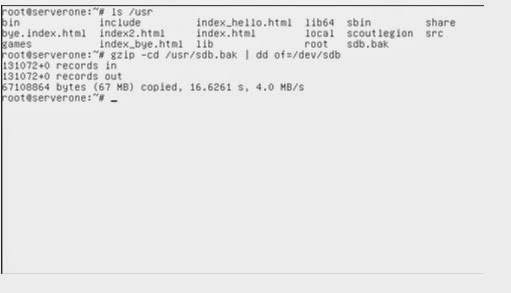 root@serverone:~# ls /usr
bin include index_hello.html lib64 sbin share
bye.index.html index2.html index.html local scoutlegion src
games index_bye.html lib root sdb.bak
root@serverone:~# gzip -cd /usr/sdb.bak | dd of=/dev/sdb
131072+0 records in
131072+0 records out
67108864 bytes (67 MB) copied, 16.6261 s, 4.0 MB/s
root@serverone:~# _